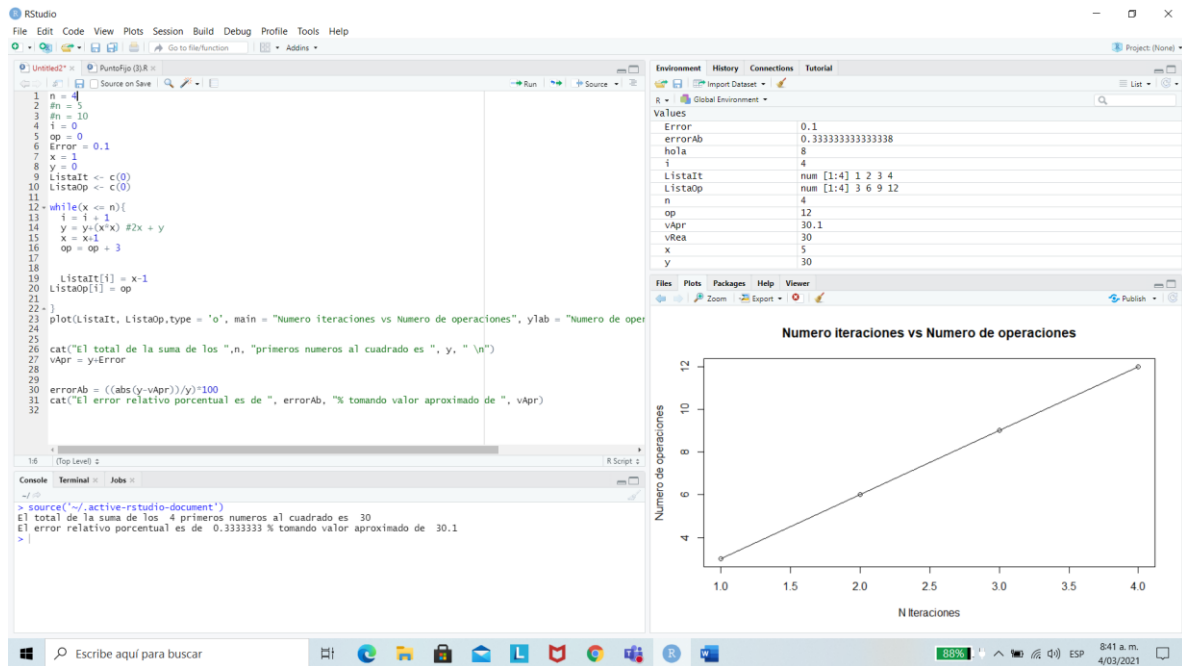 RStudio
File Edit Code View Plots Session Build Debug Profile Tools Help
Go to file/function Addins Project: (None)
Untitled2* PuntoFijo (3).R
Source on Save Run Source
1 n = 4
2 #n = 5
3 #n = 10
4 i = 0
5 op = 0
6 Error = 0.1
7 x = 1
8 y = 0
9 ListaIt <- c(0)
10 ListaOp <- c(0)
11
12 while(x <= n){
13 i = i + 1
14 y = y+(x*x) #2x + y
15 x = x+1
16 op = op + 3
17
18
19 ListaIt[i] = x-1
20 ListaOp[i] = op
21
22 }
23 plot(ListaIt, ListaOp,type = 'o', main = "Numero iteraciones vs Numero de operaciones", ylab = "Numero de oper
24
25
26 cat("El total de la suma de los ",n, "primeros numeros al cuadrado es ", y, " \n")
27 vApr = y+Error
28
29
30 errorAb = ((abs(y-vApr))/y)*100
31 cat("El error relativo porcentual es de ", errorAb, "% tomando valor aproximado de ", vApr)
32
1:6 (Top Level) R Script
Console Terminal Jobs
~/
> source('~/.active-rstudio-document')
El total de la suma de los 4 primeros numeros al cuadrado es 30
El error relativo porcentual es de 0.3333333 % tomando valor aproximado de 30.1
>
Environment History Connections Tutorial
Import Dataset List
R Global Environment
Values
Error 0.1
errorAb 0.333333333333338
hola 8
i 4
ListaIt num [1:4] 1 2 3 4
ListaOp num [1:4] 3 6 9 12
n 4
op 12
vApr 30.1
vRea 30
x 5
y 30
Files Plots Packages Help Viewer
Zoom Export Publish
Numero iteraciones vs Numero de operaciones
Numero de operaciones
12
10
8
6
4
1.0 1.5 2.0 2.5 3.0 3.5 4.0
N Iteraciones
Escribe aquí para buscar
88% ESP 8:41 a. m.
4/03/2021